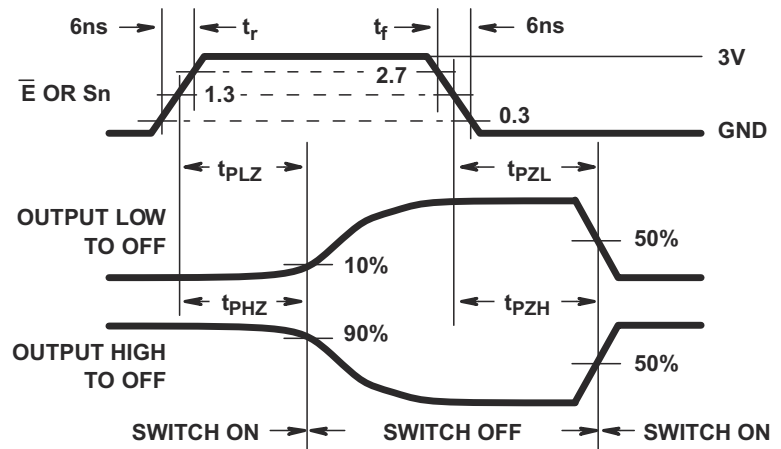 6ns tr tf 6ns
3V
2.7
E̅ OR Sn
1.3
0.3
GND
tPLZ tPZL
OUTPUT LOW
TO OFF
50%
10%
tPHZ tPZH
90%
OUTPUT HIGH
TO OFF
50%
SWITCH ON SWITCH OFF SWITCH ON